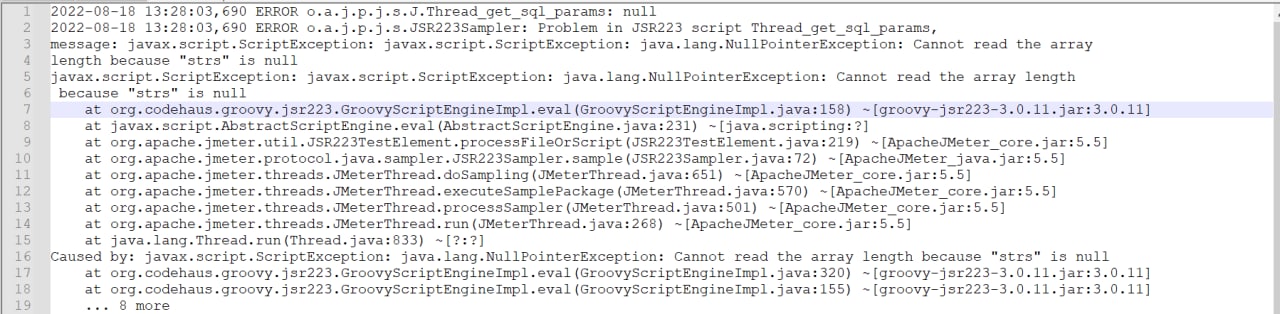 1 2022-08-18 13:28:03,690 ERROR o.a.j.p.j.s.J.Thread_get_sql_params: null
2 2022-08-18 13:28:03,690 ERROR o.a.j.p.j.s.JSR223Sampler: Problem in JSR223 script Thread_get_sql_params,
3 message: javax.script.ScriptException: javax.script.ScriptException: java.lang.NullPointerException: Cannot read the array
4 length because "strs" is null
5 javax.script.ScriptException: javax.script.ScriptException: java.lang.NullPointerException: Cannot read the array length
6  because "strs" is null
7     at org.codehaus.groovy.jsr223.GroovyScriptEngineImpl.eval(GroovyScriptEngineImpl.java:158) ~[groovy-jsr223-3.0.11.jar:3.0.11]
8     at javax.script.AbstractScriptEngine.eval(AbstractScriptEngine.java:231) ~[java.scripting:?]
9     at org.apache.jmeter.util.JSR223TestElement.processFileOrScript(JSR223TestElement.java:219) ~[ApacheJMeter_core.jar:5.5]
10     at org.apache.jmeter.protocol.java.sampler.JSR223Sampler.sample(JSR223Sampler.java:72) ~[ApacheJMeter_java.jar:5.5]
11     at org.apache.jmeter.threads.JMeterThread.doSampling(JMeterThread.java:651) ~[ApacheJMeter_core.jar:5.5]
12     at org.apache.jmeter.threads.JMeterThread.executeSamplePackage(JMeterThread.java:570) ~[ApacheJMeter_core.jar:5.5]
13     at org.apache.jmeter.threads.JMeterThread.processSampler(JMeterThread.java:501) ~[ApacheJMeter_core.jar:5.5]
14     at org.apache.jmeter.threads.JMeterThread.run(JMeterThread.java:268) ~[ApacheJMeter_core.jar:5.5]
15     at java.lang.Thread.run(Thread.java:833) ~[?:?]
16 Caused by: javax.script.ScriptException: java.lang.NullPointerException: Cannot read the array length because "strs" is null
17     at org.codehaus.groovy.jsr223.GroovyScriptEngineImpl.eval(GroovyScriptEngineImpl.java:320) ~[groovy-jsr223-3.0.11.jar:3.0.11]
18     at org.codehaus.groovy.jsr223.GroovyScriptEngineImpl.eval(GroovyScriptEngineImpl.java:155) ~[groovy-jsr223-3.0.11.jar:3.0.11]
19     ... 8 more